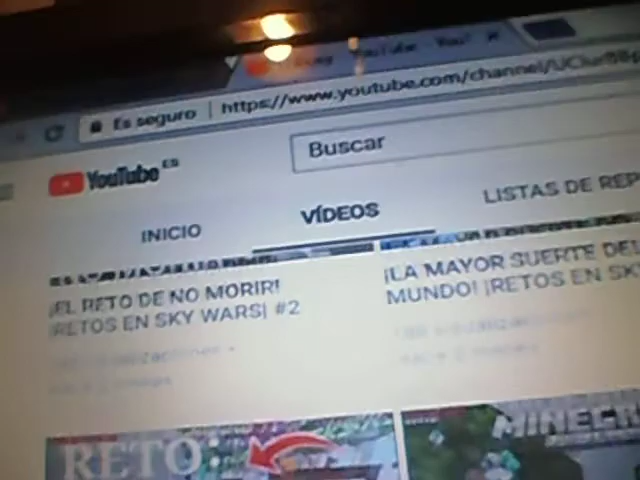 YouTube
Es seguro | https://www.youtube.com/channel/
YouTube ES
Buscar
INICIO
VÍDEOS
LISTAS DE REP
¡EL RETO DE NO MORIR!
|RETOS EN SKY WARS| #2
¡LA MAYOR SUERTE DEL
MUNDO! |RETOS EN SK
RETO:
MINECR